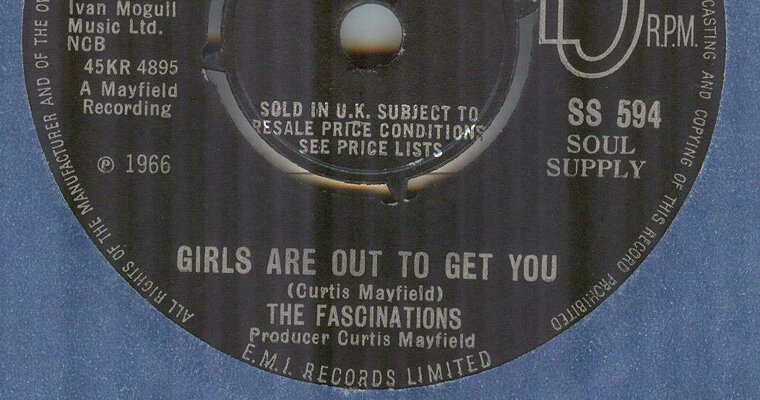 Ivan Mogull
Music Ltd.
NCB
45KR 4895
A Mayfield
Recording
Ⓟ 1966
R.P.M.
SS 594
SOUL
SUPPLY
SOLD IN U.K. SUBJECT TO
RESALE PRICE CONDITIONS
SEE PRICE LISTS
GIRLS ARE OUT TO GET YOU
(Curtis Mayfield)
THE FASCINATIONS
Producer Curtis Mayfield
E.M.I. RECORDS LIMITED
ALL RIGHTS OF THE MANUFACTURER AND OF THE
CASTING AND COPYING OF THIS RECORD PROHIBITED